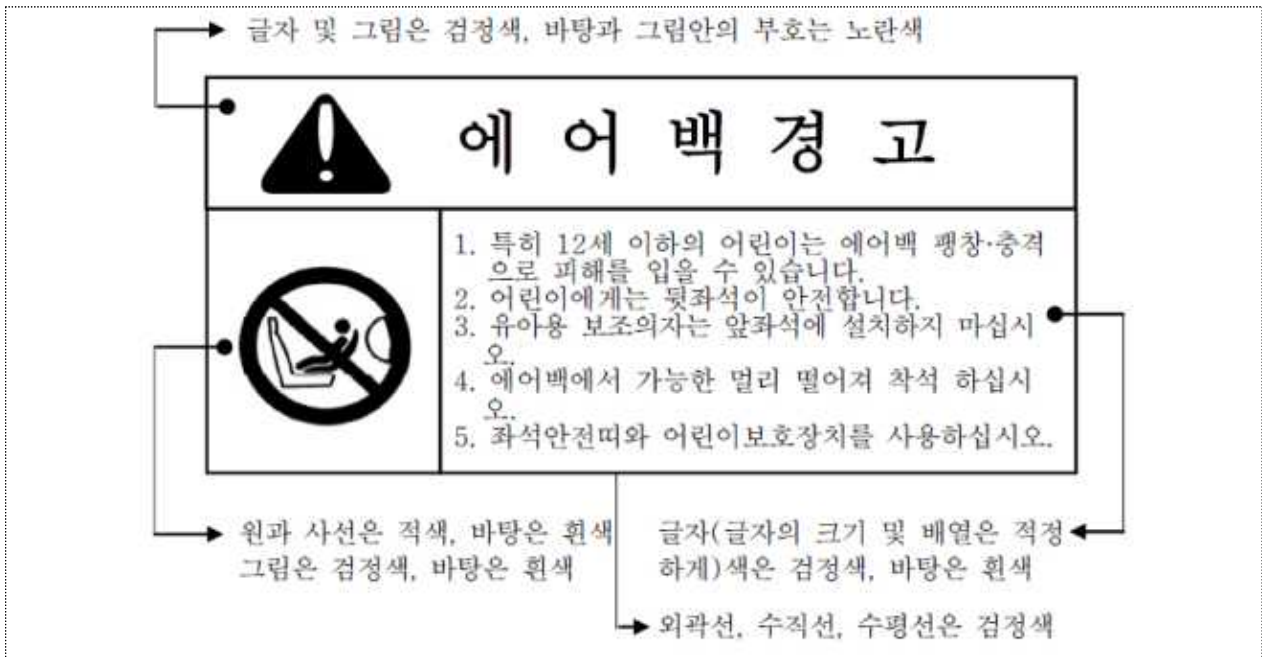 글자 및 그림은 검정색, 바탕과 그림안의 부호는 노란색
에 어 백 경 고
1. 특히 12세 이하의 어린이는 에어백 팽창·충격
으로 피해를 입을 수 있습니다.
2. 어린이에게는 뒷좌석이 안전합니다.
3. 유아용 보조의자는 앞좌석에 설치하지 마십시
오.
4. 에어백에서 가능한 멀리 떨어져 착석 하십시
오.
5. 좌석안전띠와 어린이보호장치를 사용하십시오.
원과 사선은 적색, 바탕은 흰색
그림은 검정색, 바탕은 흰색
글자(글자의 크기 및 배열은 적정
하게)색은 검정색, 바탕은 흰색
외곽선, 수직선, 수평선은 검정색